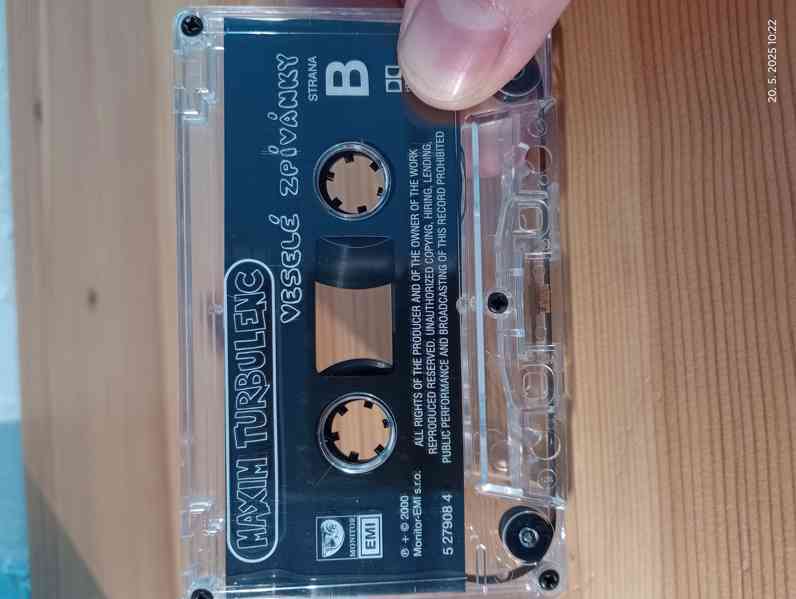 MAXIM TURBULENC
VESELÉ ZPÍVÁNKY
STRANA
B
MONITOR
EMI
ALL RIGHTS OF THE PRODUCER AND OF THE OWNER OF THE WORK
REPRODUCED RESERVED. UNAUTHORIZED COPYING, HIRING, LENDING,
PUBLIC PERFORMANCE AND BROADCASTING OF THIS RECORD PROHIBITED
℗ + © 2000
Monitor-EMI s.r.o.
5 27908 4
20. 5. 2025 10:22